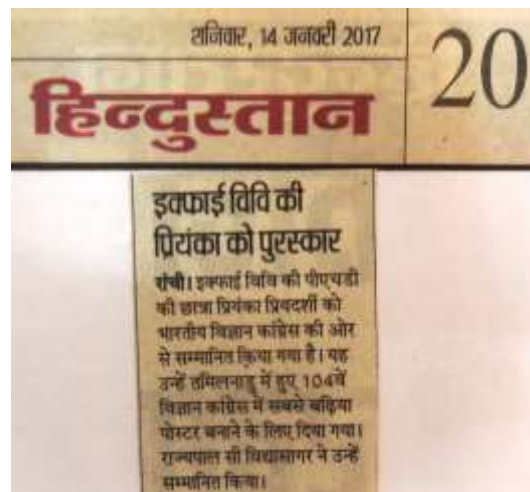 शनिवार, 14 जनवरी 2017
20
हिन्दुस्तान
इक्फाई विवि की
प्रियंका को पुरस्कार
रांची। इक्फाई विवि की पीएचडी
की छात्रा प्रियंका प्रियदर्शी को
भारतीय विज्ञान कांग्रेस की ओर
से सम्मानित किया गया है। यह
उन्हें तमिलनाडु में हुए 104वें
विज्ञान कांग्रेस में सबसे बढ़िया
पोस्टर बनाने के लिए दिया गया।
राज्यपाल सी विद्यासागर ने उन्हें
सम्मानित किया।